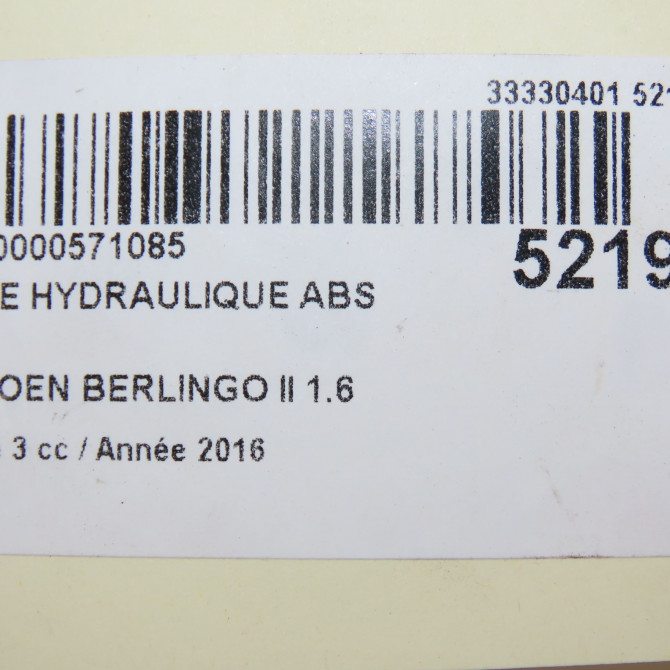 33330401 521
0000571085
5219
E HYDRAULIQUE ABS
OEN BERLINGO II 1.6
3 cc / Année 2016